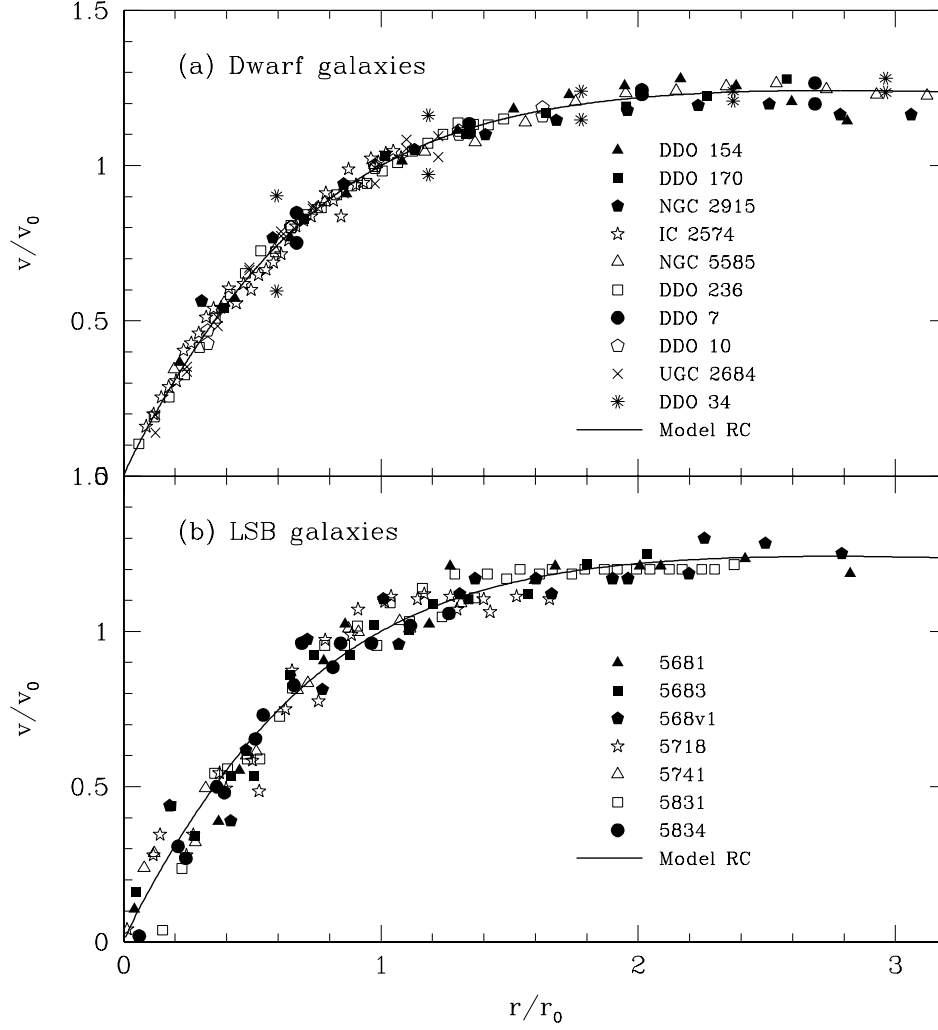 1.5
(a) Dwarf galaxies
1
v/v0
0.5
DDO 154
DDO 170
NGC 2915
IC 2574
NGC 5585
DDO 236
DDO 7
DDO 10
UGC 2684
DDO 34
Model RC
(b) LSB galaxies
1
v/v0
0.5
5681
5683
568v1
5718
5741
5831
5834
Model RC
0
0 1 2 3
r/r0